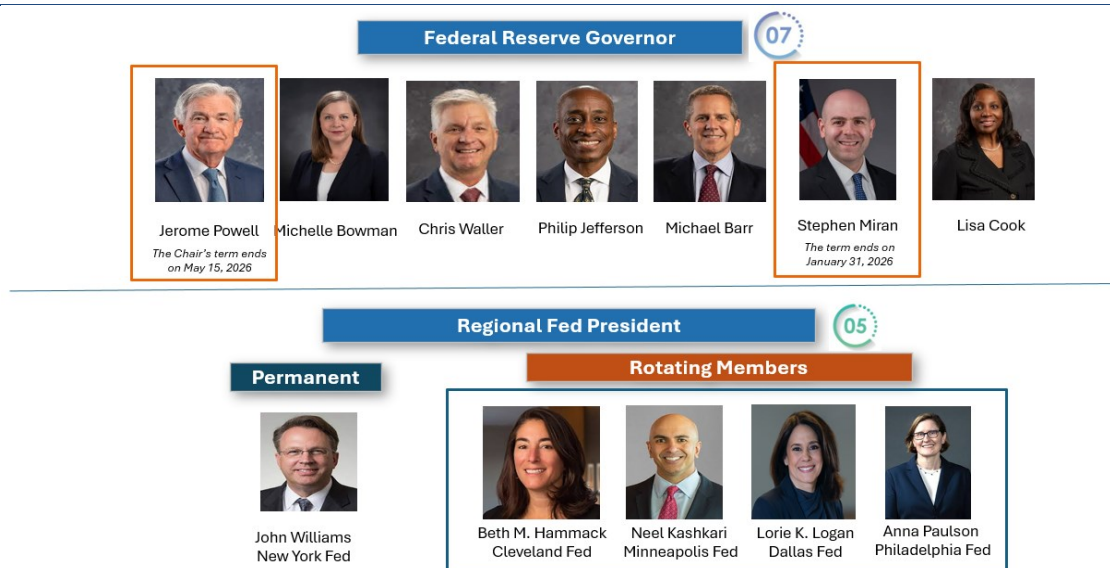 Federal Reserve Governor
07
Jerome Powell
The Chair's term ends
on May 15, 2026
Michelle Bowman
Chris Waller
Philip Jefferson
Michael Barr
Stephen Miran
The term ends on
January 31, 2026
Lisa Cook
Regional Fed President
05
Permanent
Rotating Members
John Williams
New York Fed
Beth M. Hammack
Cleveland Fed
Neel Kashkari
Minneapolis Fed
Lorie K. Logan
Dallas Fed
Anna Paulson
Philadelphia Fed